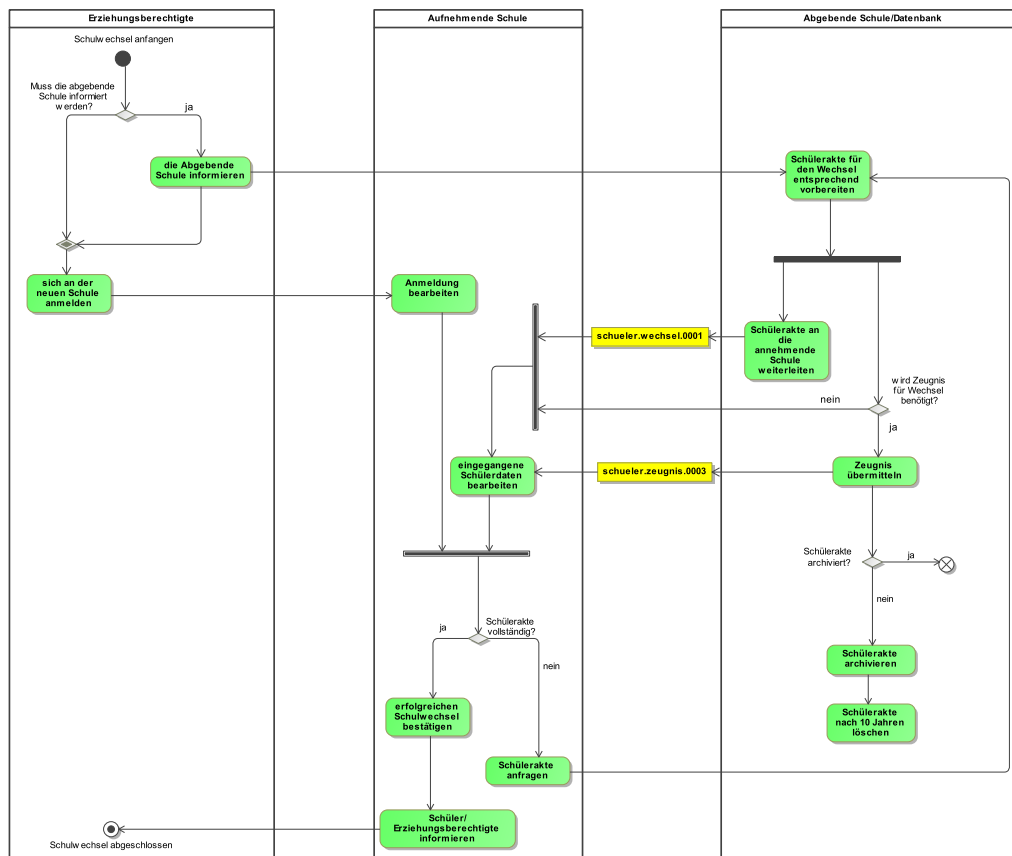 Erziehungsberechtigte
Aufnehmende Schule
Abgebende Schule/Datenbank
Schulwechsel anfangen
Muss die abgebende
Schule informiert
werden?
ja
die Abgebende
Schule informieren
Schülerakte für
den Wechsel
entsprechend
vorbereiten
sich an der
neuen Schule
anmelden
Anmeldung
bearbeiten
schueler.wechsel.0001
Schülerakte an
die
annehmende
Schule
weiterleiten
wird Zeugnis
für Wechsel
benötigt?
nein
ja
eingegangene
Schülerdaten
bearbeiten
schueler.zeugnis.0003
Zeugnis
übermitteln
Schülerakte
archiviert?
ja
nein
Schülerakte
vollständig?
ja
nein
Schülerakte
archivieren
erfolgreichen
Schulwechsel
bestätigen
Schülerakte
nach 10 Jahren
löschen
Schülerakte
anfragen
Schüler/
Erziehungsberechtigte
informieren
Schulwechsel abgeschlossen